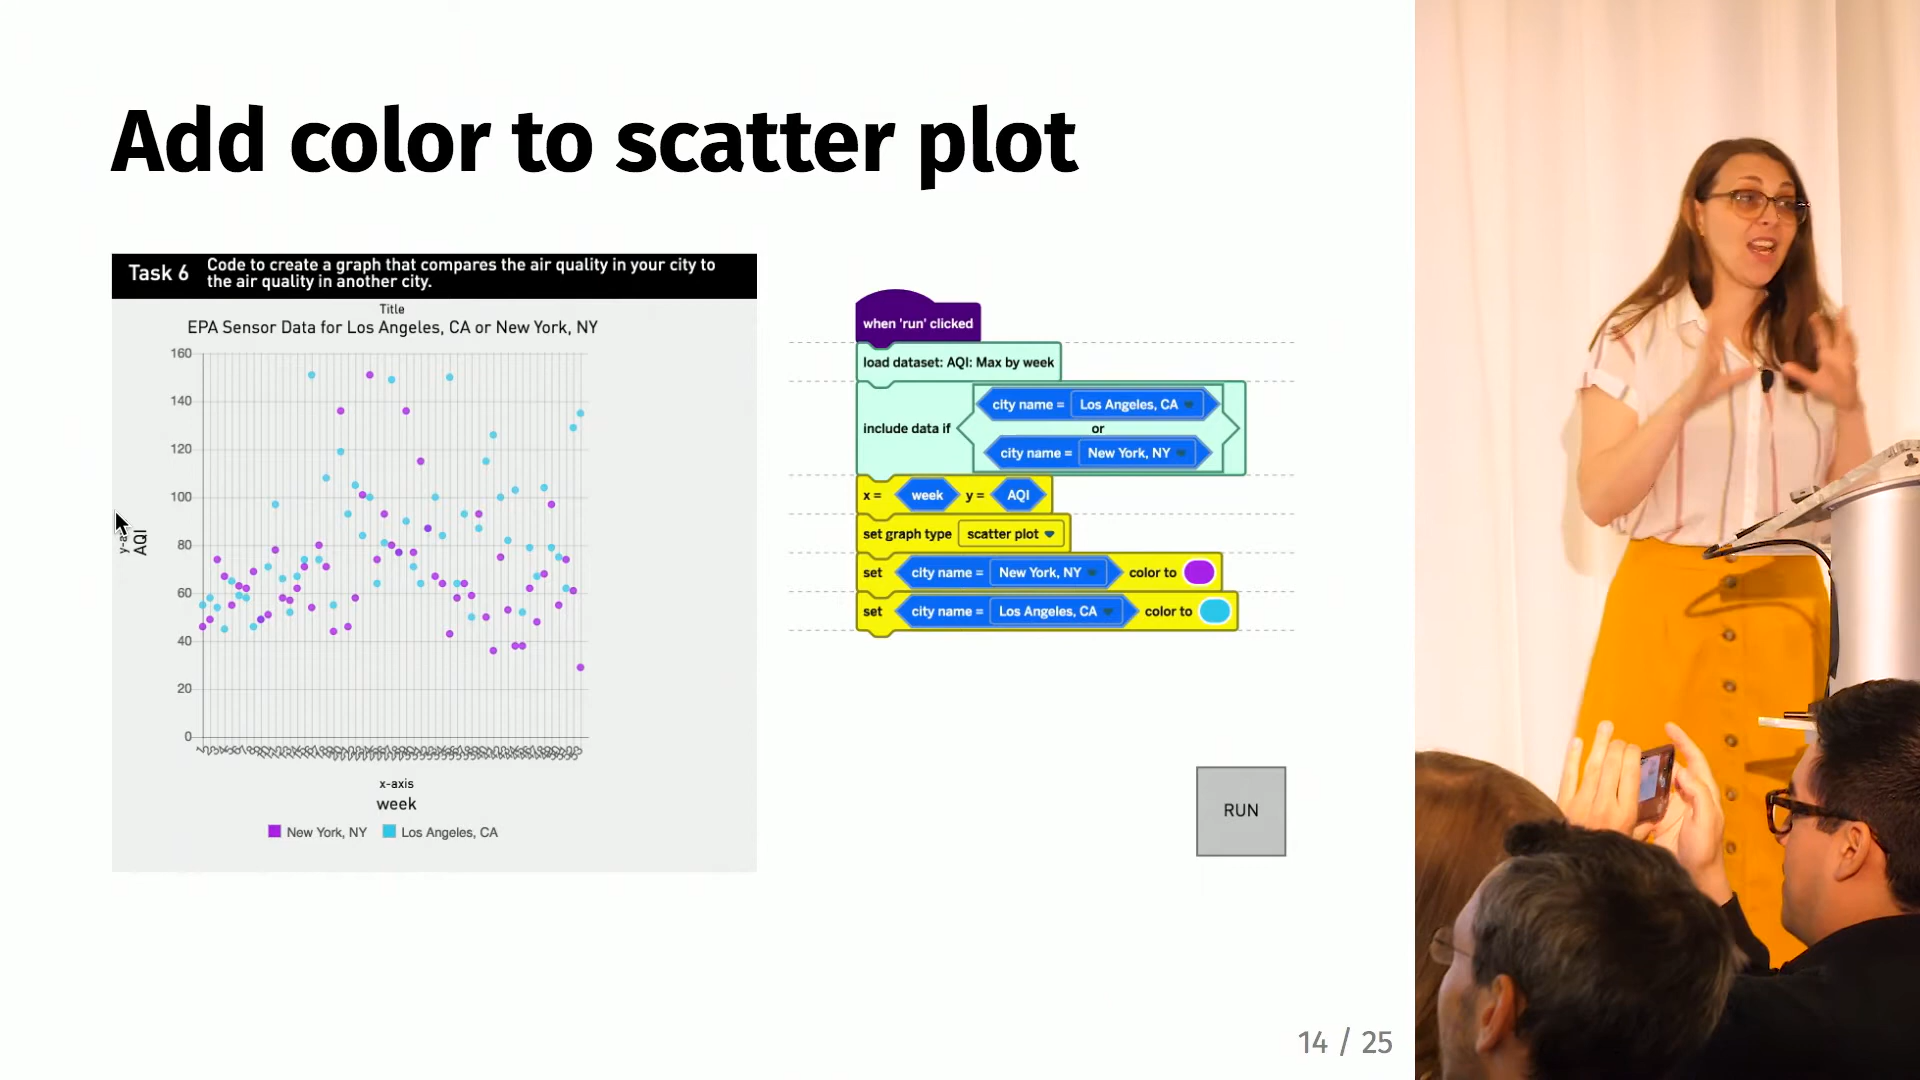 Add color to scatter plot
Task 6
Code to create a graph that compares the air quality in your city to
the air quality in another city.
Title
EPA Sensor Data for Los Angeles, CA or New York, NY
160
140
120
100
80
60
40
20
0
AQI
x-axis
week
New York, NY
Los Angeles, CA
when 'run' clicked
load dataset: AQI: Max by week
city name = Los Angeles, CA
include data if
or
city name = New York, NY
x = week y = AQI
set graph type scatter plot
set city name = New York, NY color to
set city name = Los Angeles, CA color to
RUN
14 / 25